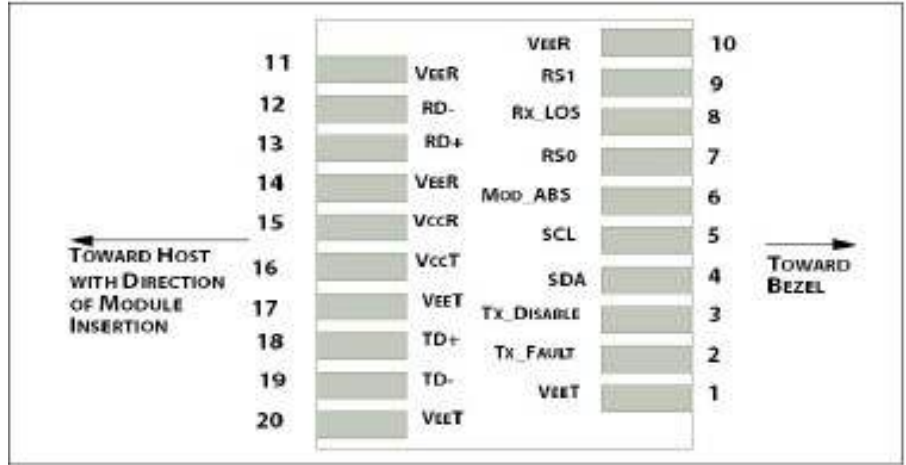 VEER 10
11 VEER RS1 9
12 RD- RX_LOS 8
13 RD+ RS0 7
14 VEER MOD_ABS 6
15 VCCR SCL 5
TOWARD HOST
WITH DIRECTION
OF MODULE
INSERTION
16 VCCT SDA 4
TOWARD
BEZEL
17 VEET TX_DISABLE 3
18 TD+ TX_FAULT 2
19 TD- VEET 1
20 VEET